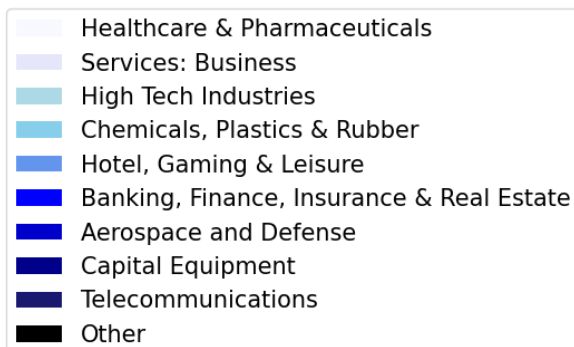 Healthcare & Pharmaceuticals
Services: Business
High Tech Industries
Chemicals, Plastics & Rubber
Hotel, Gaming & Leisure
Banking, Finance, Insurance & Real Estate
Aerospace and Defense
Capital Equipment
Telecommunications
Other